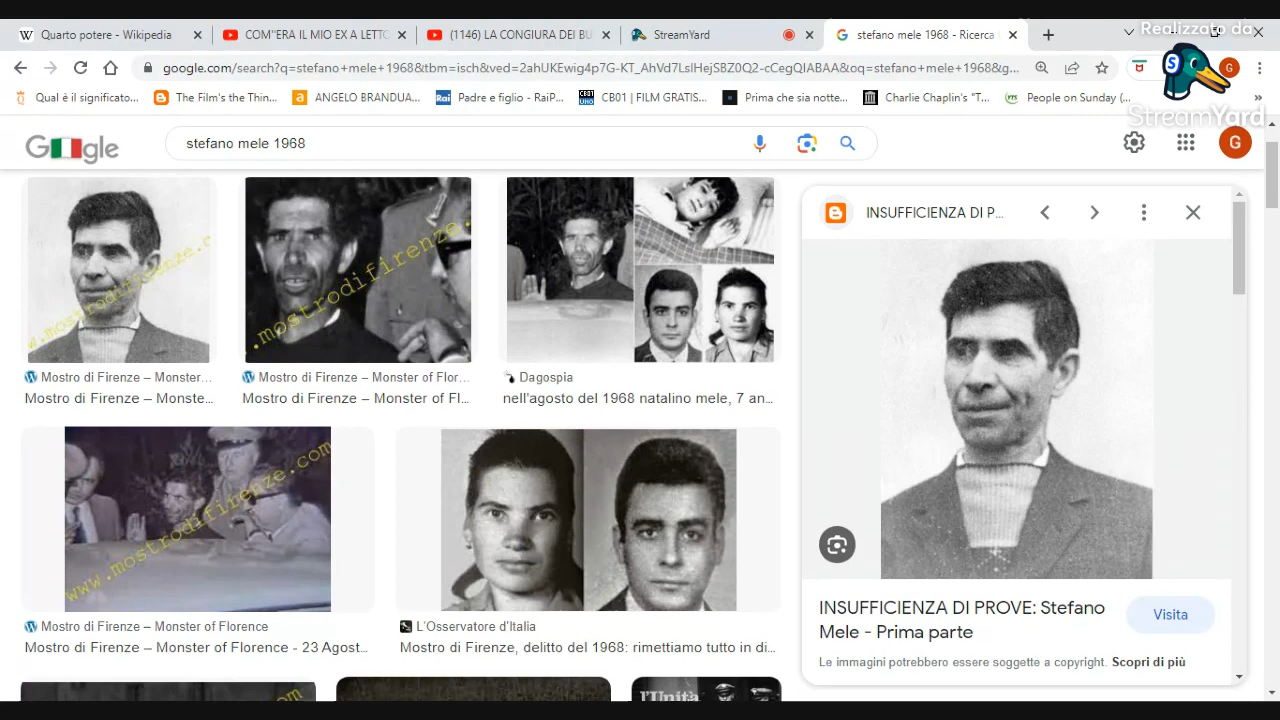 Realizzato da
Quarto potere - Wikipedia
COM"ERA IL MIO EX A LETTO
(1140) LA CONGIURA DEI BU
StreamYard
stefano mele 1968 - Ricerca
google.com/search?q=stefano+mele+1968&tbm=isch&ved=2ahUKEwig4p7G-KT_AhVd7LsIHejSBZ0Q2-cCegQIABAA&oq=stefano+mele+1968&g...
G
Qual è il significato...
The Film's the Thin...
ANGELO BRANDUA...
Padre e figlio - RaiP...
CB01 | FILM GRATIS...
Prima che sia notte...
Charlie Chaplin's "T...
People on Sunday (...
StreamYard
Google
stefano mele 1968
G
INSUFFICIENZA DI P...
www.mostrodifirenze.c
.mostrodifirenze.
Mostro di Firenze – Monster...
Mostro di Firenze – Monste...
Mostro di Firenze – Monster of Flor...
Mostro di Firenze – Monster of Fl...
Dagospia
nell'agosto del 1968 natalino mele, 7 an...
www.mostrodifirenze.com
Mostro di Firenze – Monster of Florence
Mostro di Firenze – Monster of Florence - 23 Agost...
L'Osservatore d'Italia
Mostro di Firenze, delitto del 1968: rimettiamo tutto in di...
INSUFFICIENZA DI PROVE: Stefano
Mele - Prima parte
Visita
Le immagini potrebbero essere soggette a copyright. Scopri di più
com
l'Unità